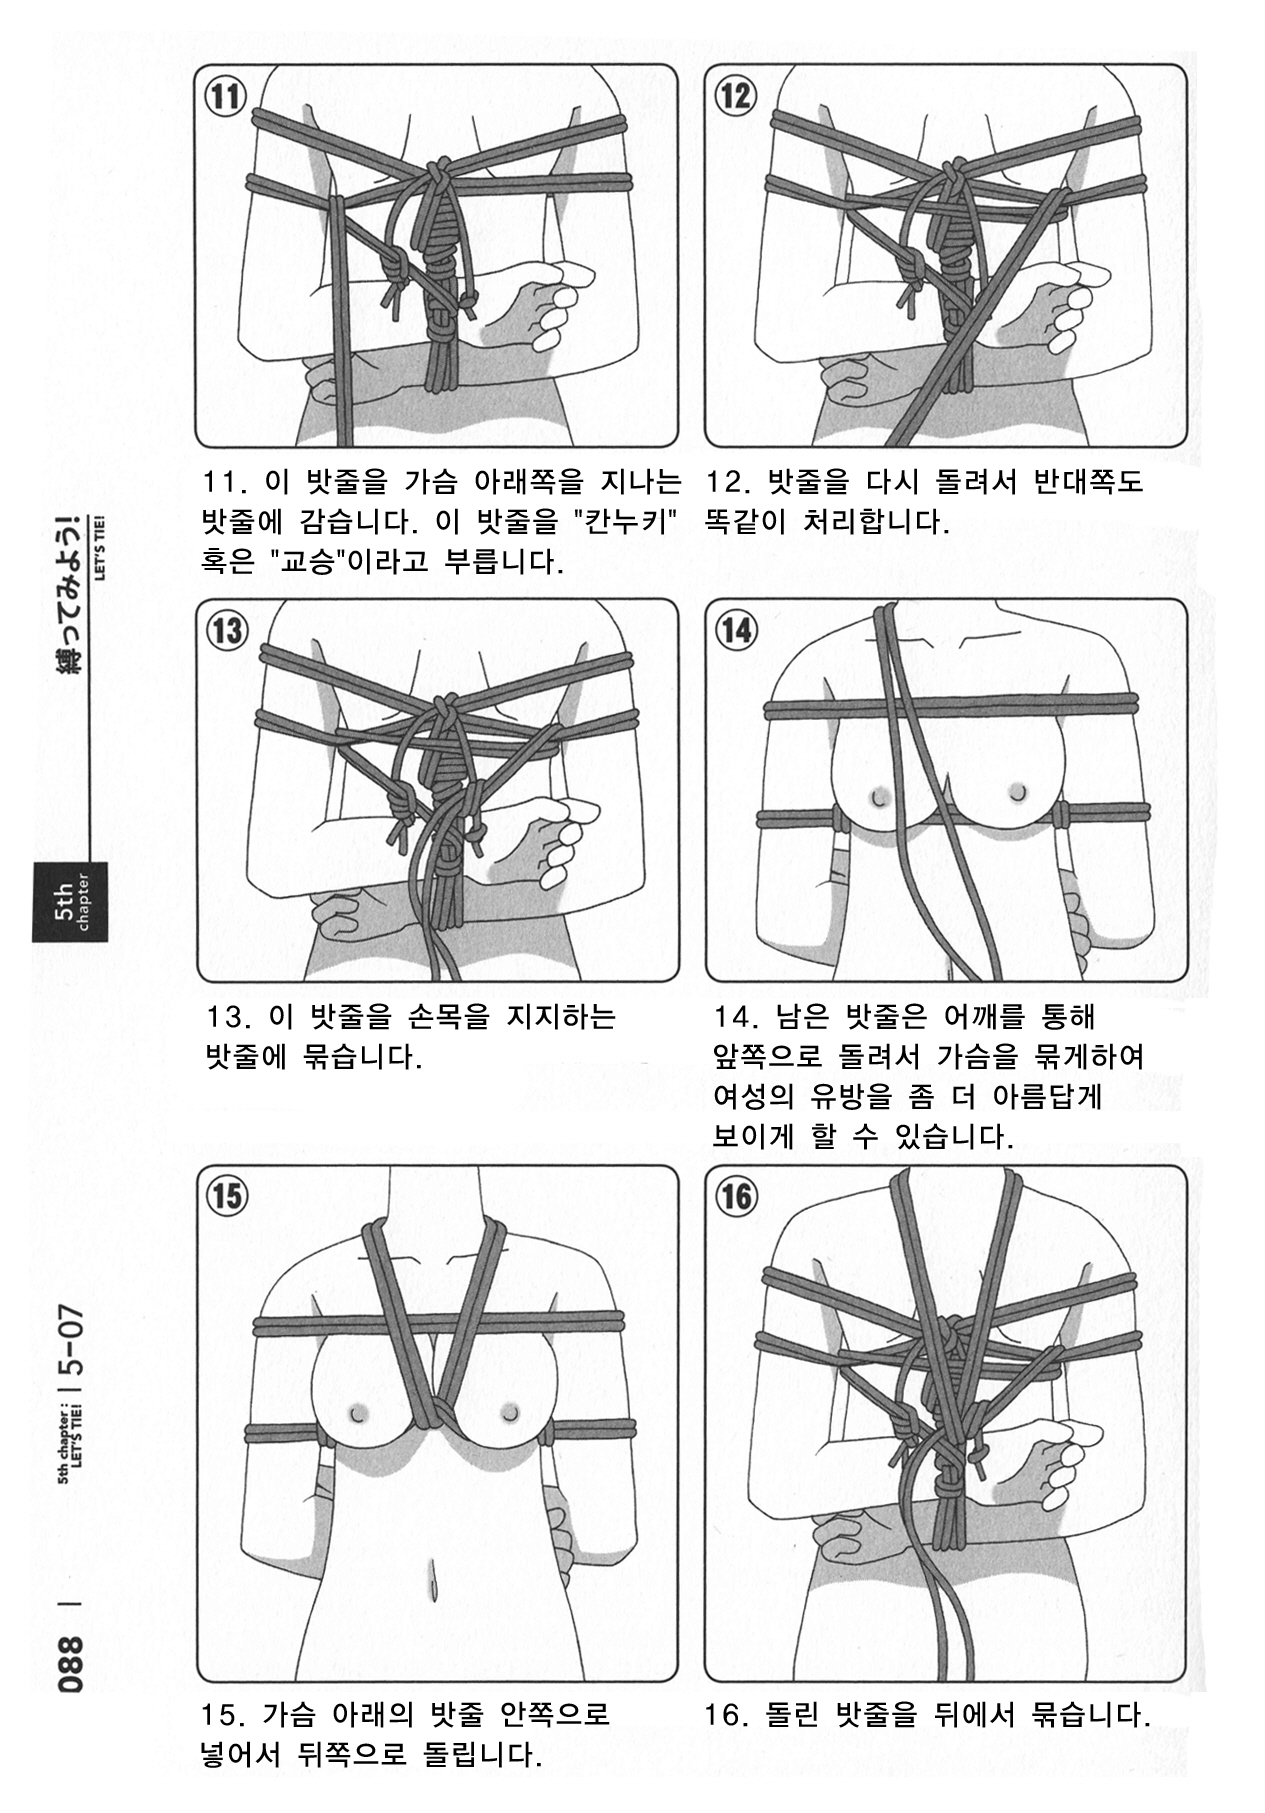 11
12
11. 이 밧줄을 가슴 아래쪽을 지나는
밧줄에 감습니다. 이 밧줄을 "칸누키"
혹은 "교승"이라고 부릅니다.
12. 밧줄을 다시 돌려서 반대쪽도
똑같이 처리합니다.
13
14
13. 이 밧줄을 손목을 지지하는
밧줄에 묶습니다.
14. 남은 밧줄은 어깨를 통해
앞쪽으로 돌려서 가슴을 묶게하여
여성의 유방을 좀 더 아름답게
보이게 할 수 있습니다.
15
16
15. 가슴 아래의 밧줄 안쪽으로
넣어서 뒤쪽으로 돌립니다.
16. 돌린 밧줄을 뒤에서 묶습니다.
縛ってみよう!
LET'S TIE!
5th
chapter
5-07
5th chapter :
LET'S TIE!
088